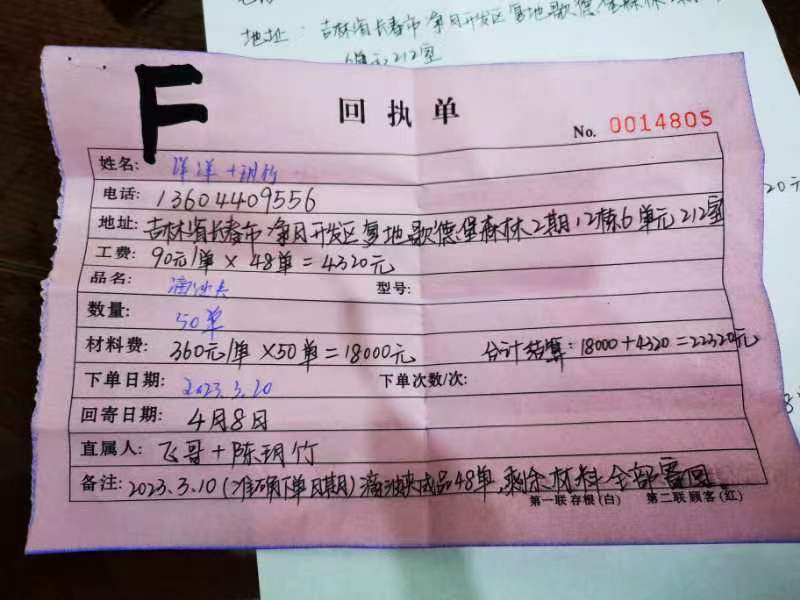 地址: 吉林省长春市净月开发区复地歌德堡森林
6单元212室
20元
F
回执单
No. 0014805
姓名: 洋洋+玥竹
电话: 13604409556
地址: 吉林省长春市净月开发区复地歌德堡森林2期12栋6单元212室
工费: 90元/单 × 48单 = 4320元
品名: 滴油夹 型号:
数量: 50单
材料费: 360元/单 ×50单 = 18000元 合计结算: 18000 + 4320 = 22320元
下单日期: 2023.3.20 下单次数/次:
回寄日期: 4月8日
直属人: 飞哥 + 陈玥竹
备注: 2023.3.10 (准确下单日期) 滴油夹成品48单,剩余材料全部寄回
第一联存根(白) 第二联顾客(红)